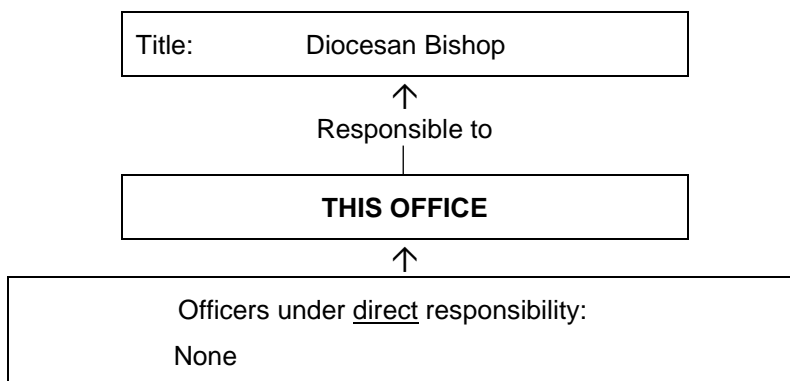 Title: Diocesan Bishop
Responsible to
THIS OFFICE
Officers under direct responsibility:
None